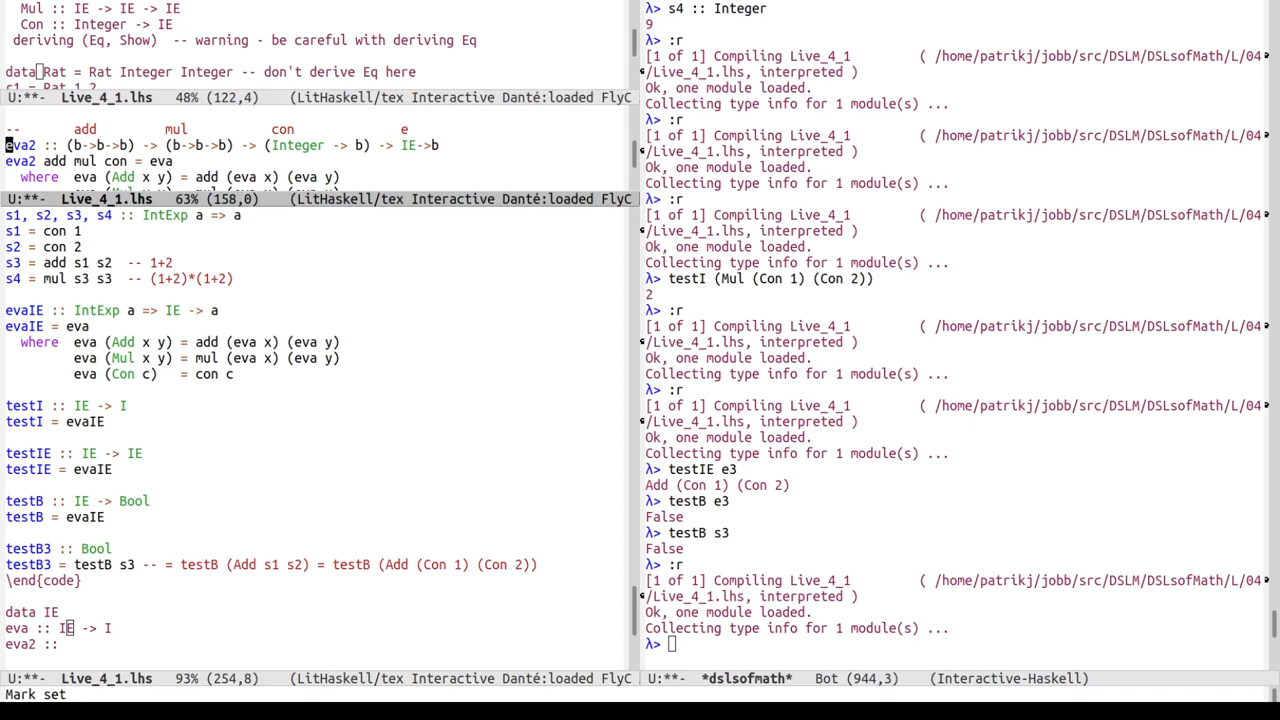 Mul :: IE -> IE -> IE
  Con :: Integer -> IE
 deriving (Eq, Show)  -- warning - be careful with deriving Eq

data Rat = Rat Integer Integer -- don't derive Eq here
r1 = Rat 1 2
U:**-  Live_4_1.lhs   48% (122,4)    (LitHaskell/tex Interactive Danté:loaded FlyC

--       add         mul           con              e
eva2 :: (b->b->b) -> (b->b->b) -> (Integer -> b) -> IE->b
eva2 add mul con = eva
  where  eva (Add x y) = add (eva x) (eva y)
U:**-  Live_4_1.lhs   63% (158,0)    (LitHaskell/tex Interactive Danté:loaded FlyC
s1, s2, s3, s4 :: IntExp a => a
s1 = con 1
s2 = con 2
s3 = add s1 s2  -- 1+2
s4 = mul s3 s3  -- (1+2)*(1+2)

evaIE :: IntExp a => IE -> a
evaIE = eva
  where  eva (Add x y) = add (eva x) (eva y)
         eva (Mul x y) = mul (eva x) (eva y)
         eva (Con c)   = con c

testI :: IE -> I
testI = evaIE

testIE :: IE -> IE
testIE = evaIE

testB :: IE -> Bool
testB = evaIE

testB3 :: Bool
testB3 = testB s3 -- = testB (Add s1 s2) = testB (Add (Con 1) (Con 2))
\end{code}

data IE
eva :: IE -> I
eva2 ::
U:**-  Live_4_1.lhs   93% (254,8)    (LitHaskell/tex Interactive Danté:loaded FlyC
Mark set
λ> s4 :: Integer
9
λ> :r
[1 of 1] Compiling Live_4_1         ( /home/patrikj/jobb/src/DSLM/DSLsofMath/L/04
/Live_4_1.lhs, interpreted )
Ok, one module loaded.
Collecting type info for 1 module(s) ...
λ> :r
[1 of 1] Compiling Live_4_1         ( /home/patrikj/jobb/src/DSLM/DSLsofMath/L/04
/Live_4_1.lhs, interpreted )
Ok, one module loaded.
Collecting type info for 1 module(s) ...
λ> :r
[1 of 1] Compiling Live_4_1         ( /home/patrikj/jobb/src/DSLM/DSLsofMath/L/04
/Live_4_1.lhs, interpreted )
Ok, one module loaded.
Collecting type info for 1 module(s) ...
λ> testI (Mul (Con 1) (Con 2))
2
λ> :r
[1 of 1] Compiling Live_4_1         ( /home/patrikj/jobb/src/DSLM/DSLsofMath/L/04
/Live_4_1.lhs, interpreted )
Ok, one module loaded.
Collecting type info for 1 module(s) ...
λ> :r
[1 of 1] Compiling Live_4_1         ( /home/patrikj/jobb/src/DSLM/DSLsofMath/L/04
/Live_4_1.lhs, interpreted )
Ok, one module loaded.
Collecting type info for 1 module(s) ...
λ> testIE e3
Add (Con 1) (Con 2)
λ> testB e3
False
λ> testB s3
False
λ> :r
[1 of 1] Compiling Live_4_1         ( /home/patrikj/jobb/src/DSLM/DSLsofMath/L/04
/Live_4_1.lhs, interpreted )
Ok, one module loaded.
Collecting type info for 1 module(s) ...
λ>
U:**-  *dslsofmath*   Bot (944,3)    (Interactive-Haskell)